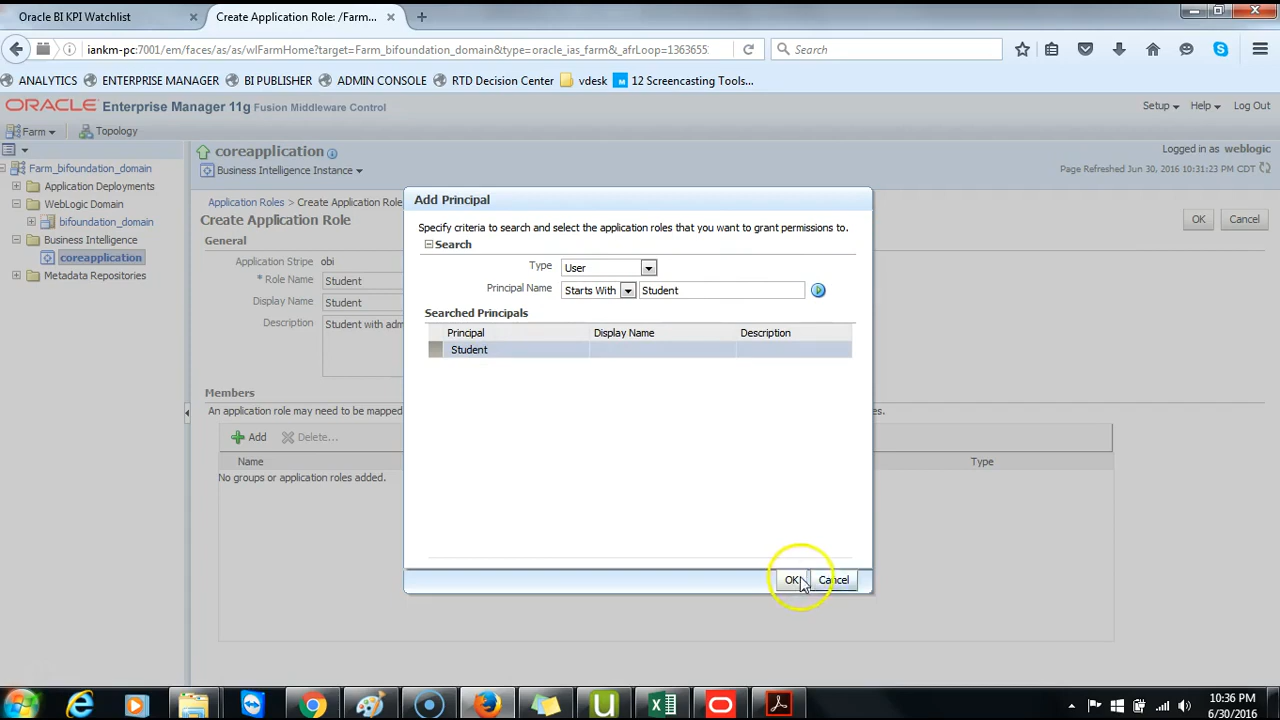 Oracle BI KPI Watchlist
Create Application Role: /Farm...
iankm-pc:7001/em/faces/as/as/wlFarmHome?target=Farm_bifoundation_domain&type=oracle_ias_farm&_afrLoop=1363655
Search
ANALYTICS ENTERPRISE MANAGER BI PUBLISHER ADMIN CONSOLE RTD Decision Center vdesk 12 Screencasting Tools...
ORACLE Enterprise Manager 11g Fusion Middleware Control
Setup Help Log Out
Farm Topology
coreapplication
Logged in as weblogic
Business Intelligence Instance
Page Refreshed Jun 30, 2016 10:31:23 PM CDT
Farm_bifoundation_domain
Application Deployments
WebLogic Domain
bifoundation_domain
Business Intelligence
coreapplication
Metadata Repositories
Application Roles > Create Application Role
Create Application Role
OK Cancel
General
Application Stripe obi
* Role Name Student
Display Name Student
Description Student with adm
Members
An application role may need to be mapped
es.
Add Delete...
Name Type
No groups or application roles added.
Add Principal
Specify criteria to search and select the application roles that you want to grant permissions to.
Search
Type User
Principal Name Starts With Student
Searched Principals
Principal Display Name Description
Student
OK Cancel
10:36 PM
6/30/2016